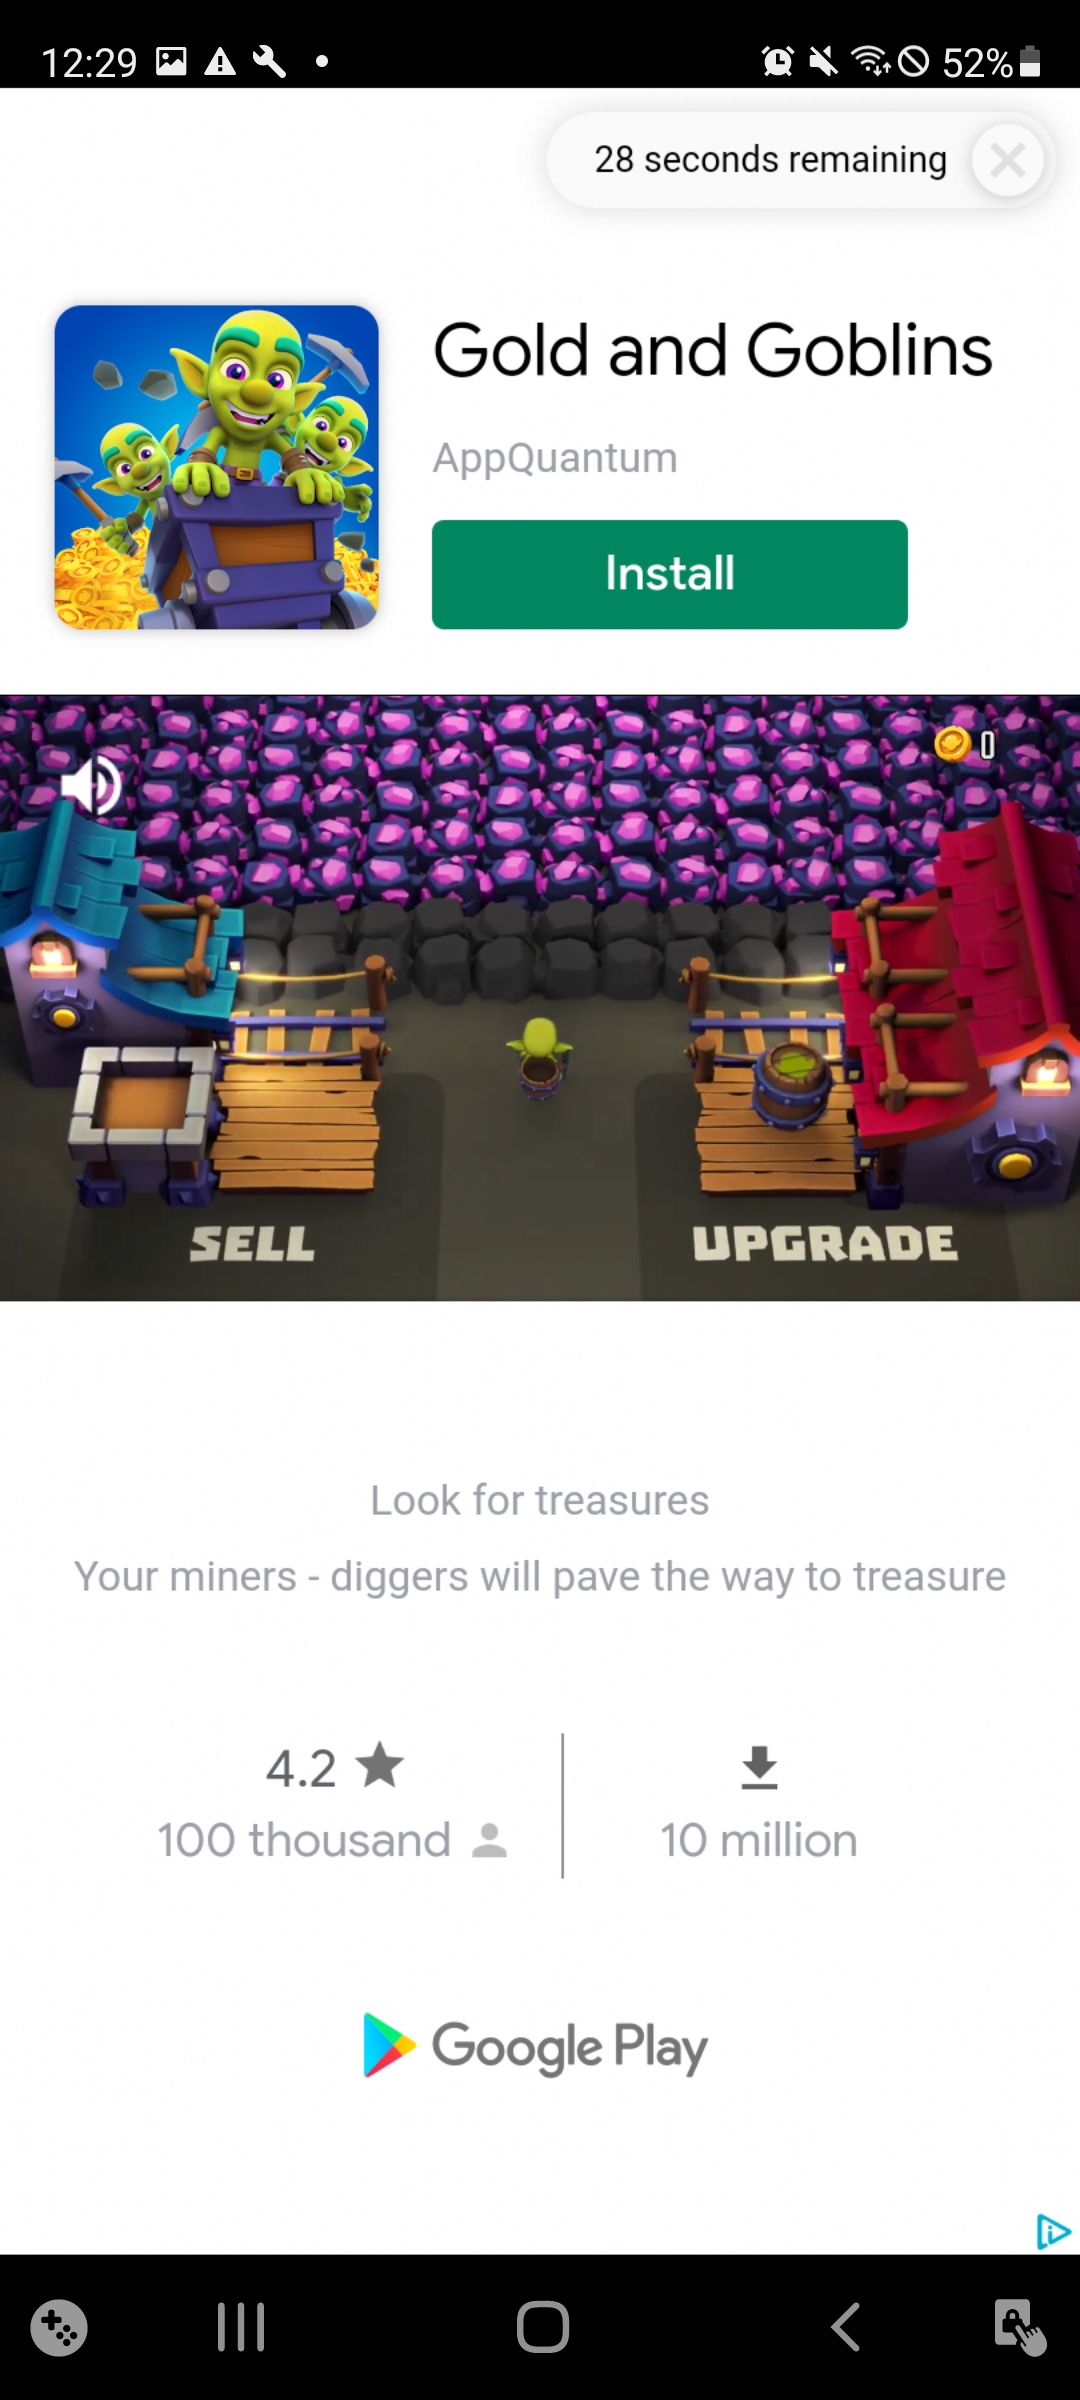 12:29
52%
28 seconds remaining
Gold and Goblins
AppQuantum
Install
0
SELL
UPGRADE
Look for treasures
Your miners - diggers will pave the way to treasure
4.2
100 thousand
10 million
Google Play